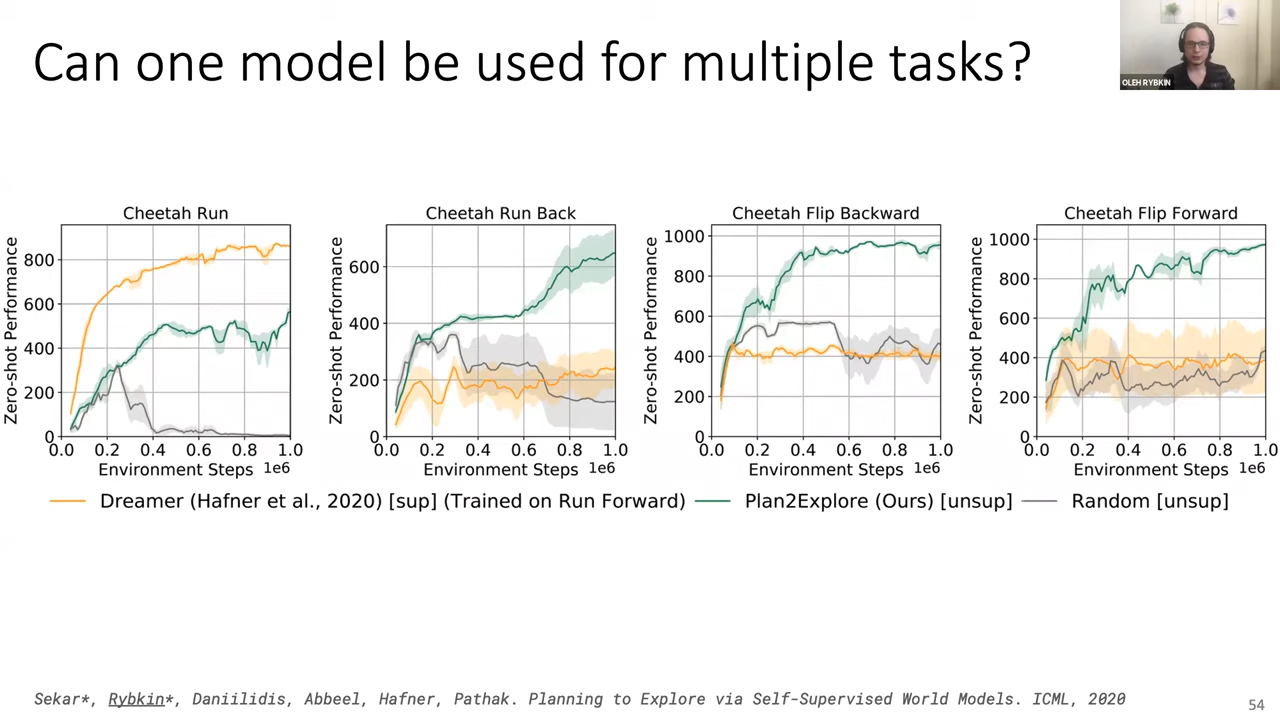 Can one model be used for multiple tasks?
OLEH RYBKIN
Cheetah Run
Zero-shot Performance
800
600
400
200
0
0.0 0.2 0.4 0.6 0.8 1.0
Environment Steps 1e6
Cheetah Run Back
Zero-shot Performance
600
400
200
0
0.0 0.2 0.4 0.6 0.8 1.0
Environment Steps 1e6
Cheetah Flip Backward
Zero-shot Performance
1000
800
600
400
200
0
0.0 0.2 0.4 0.6 0.8 1.0
Environment Steps 1e6
Cheetah Flip Forward
Zero-shot Performance
1000
800
600
400
200
0
0.0 0.2 0.4 0.6 0.8 1.0
Environment Steps 1e6
Dreamer (Hafner et al., 2020) [sup] (Trained on Run Forward) Plan2Explore (Ours) [unsup] Random [unsup]
Sekar*, Rybkin*, Daniilidis, Abbeel, Hafner, Pathak. Planning to Explore via Self-Supervised World Models. ICML, 2020
54